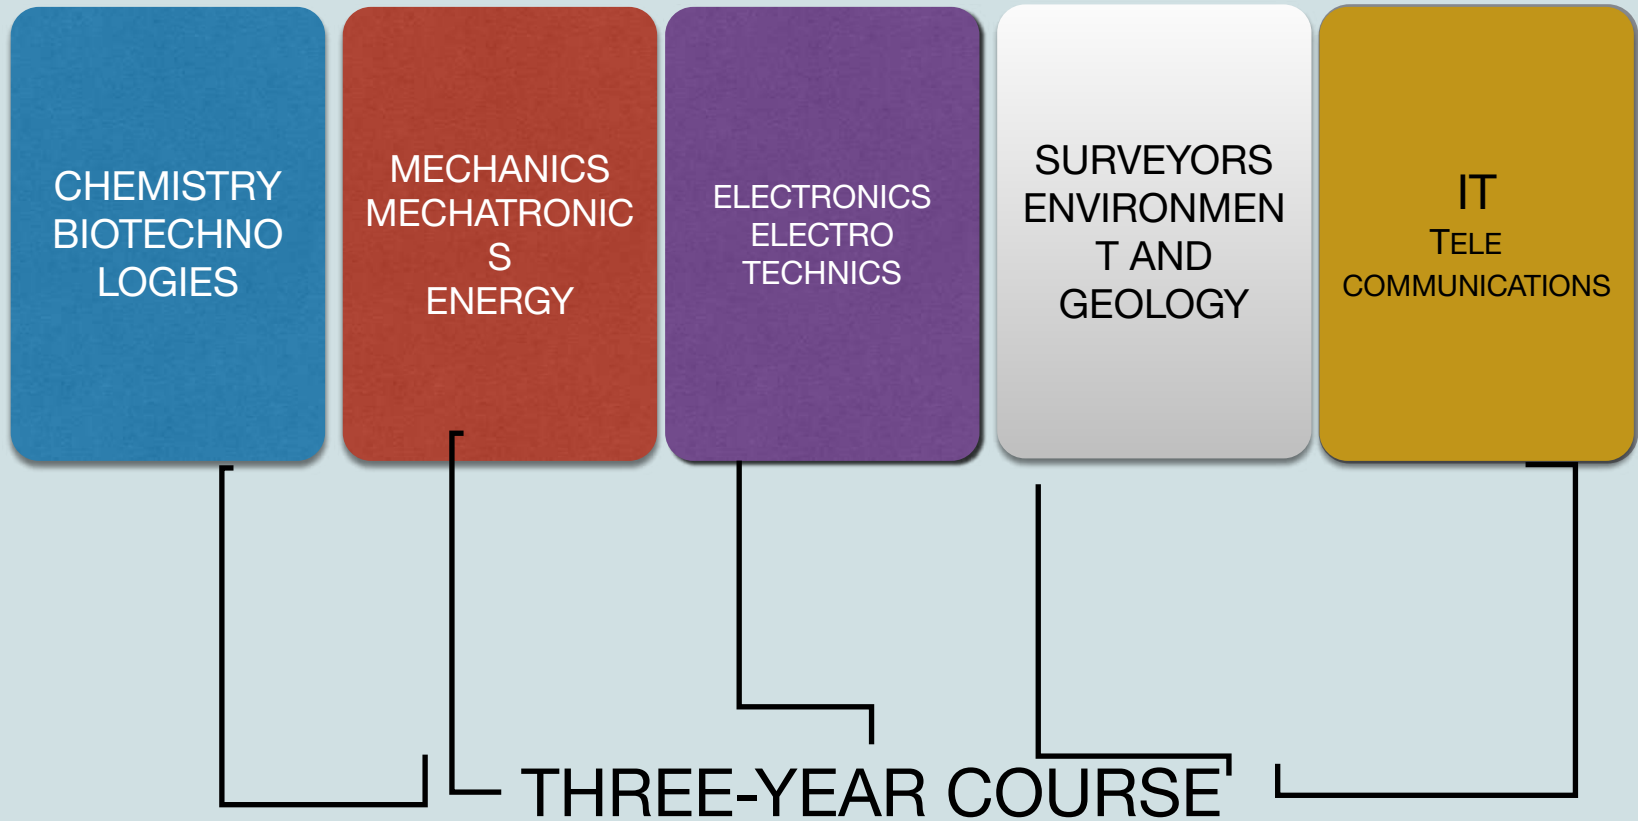 CHEMISTRY
BIOTECHNO
LOGIES
MECHANICS
MECHATRONIC
S
ENERGY
ELECTRONICS
ELECTRO
TECHNICS
SURVEYORS
ENVIRONMEN
T AND
GEOLOGY
IT
TELE
COMMUNICATIONS
THREE-YEAR COURSE